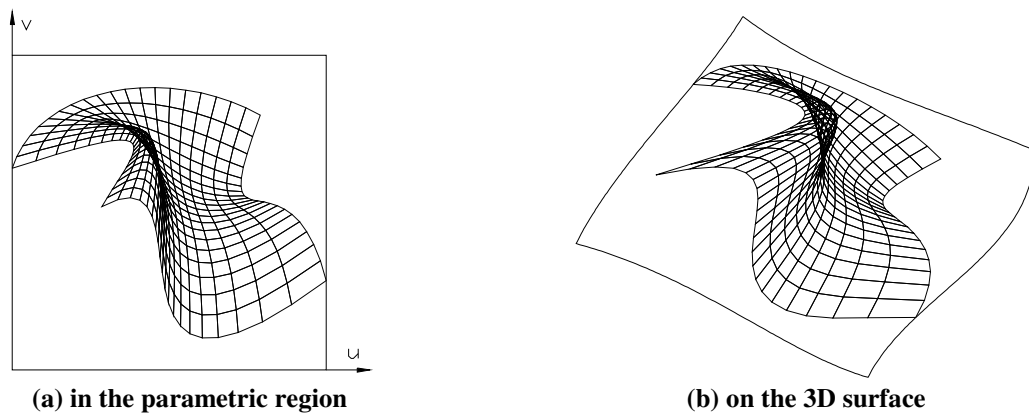 v
u
(a) in the parametric region
(b) on the 3D surface